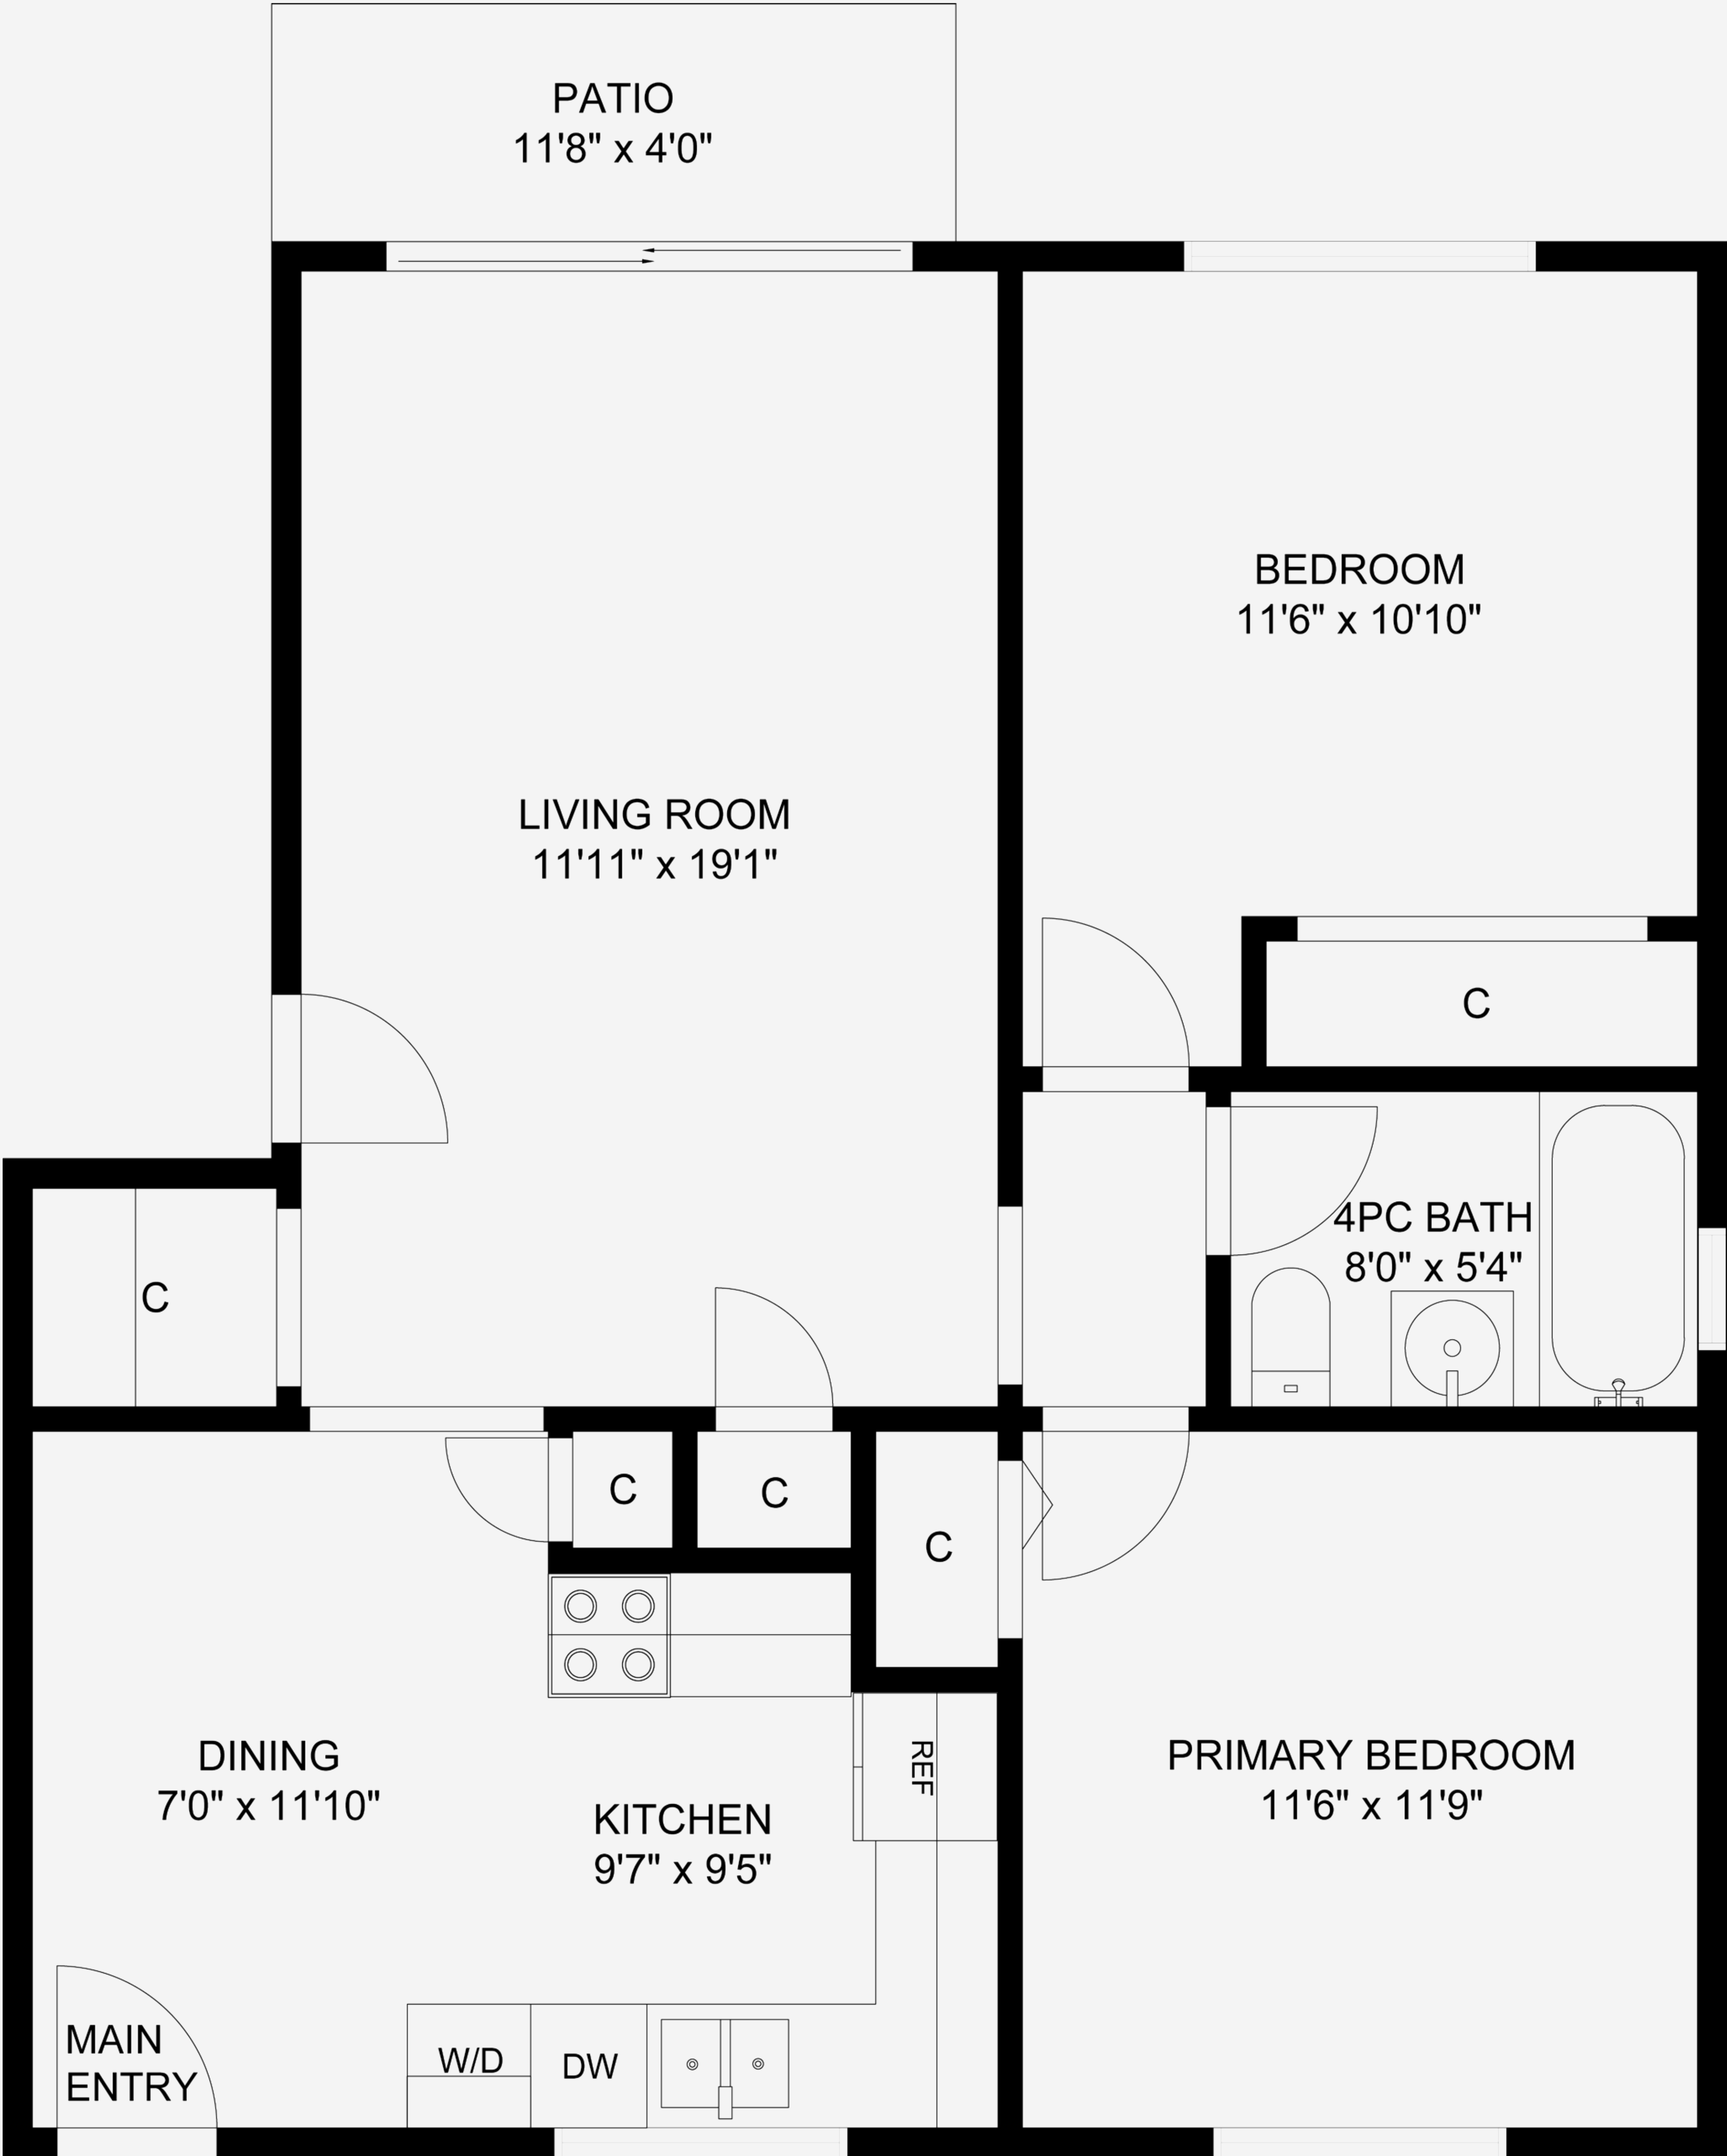 PATIO
11'8" x 4'0"
BEDROOM
11'6" x 10'10"
LIVING ROOM
11'11" x 19'1"
C
4PC BATH
8'0" x 5'4"
C
C
C
C
DINING
7'0" x 11'10"
KITCHEN
9'7" x 9'5"
REF
PRIMARY BEDROOM
11'6" x 11'9"
MAIN
ENTRY
W/D
DW